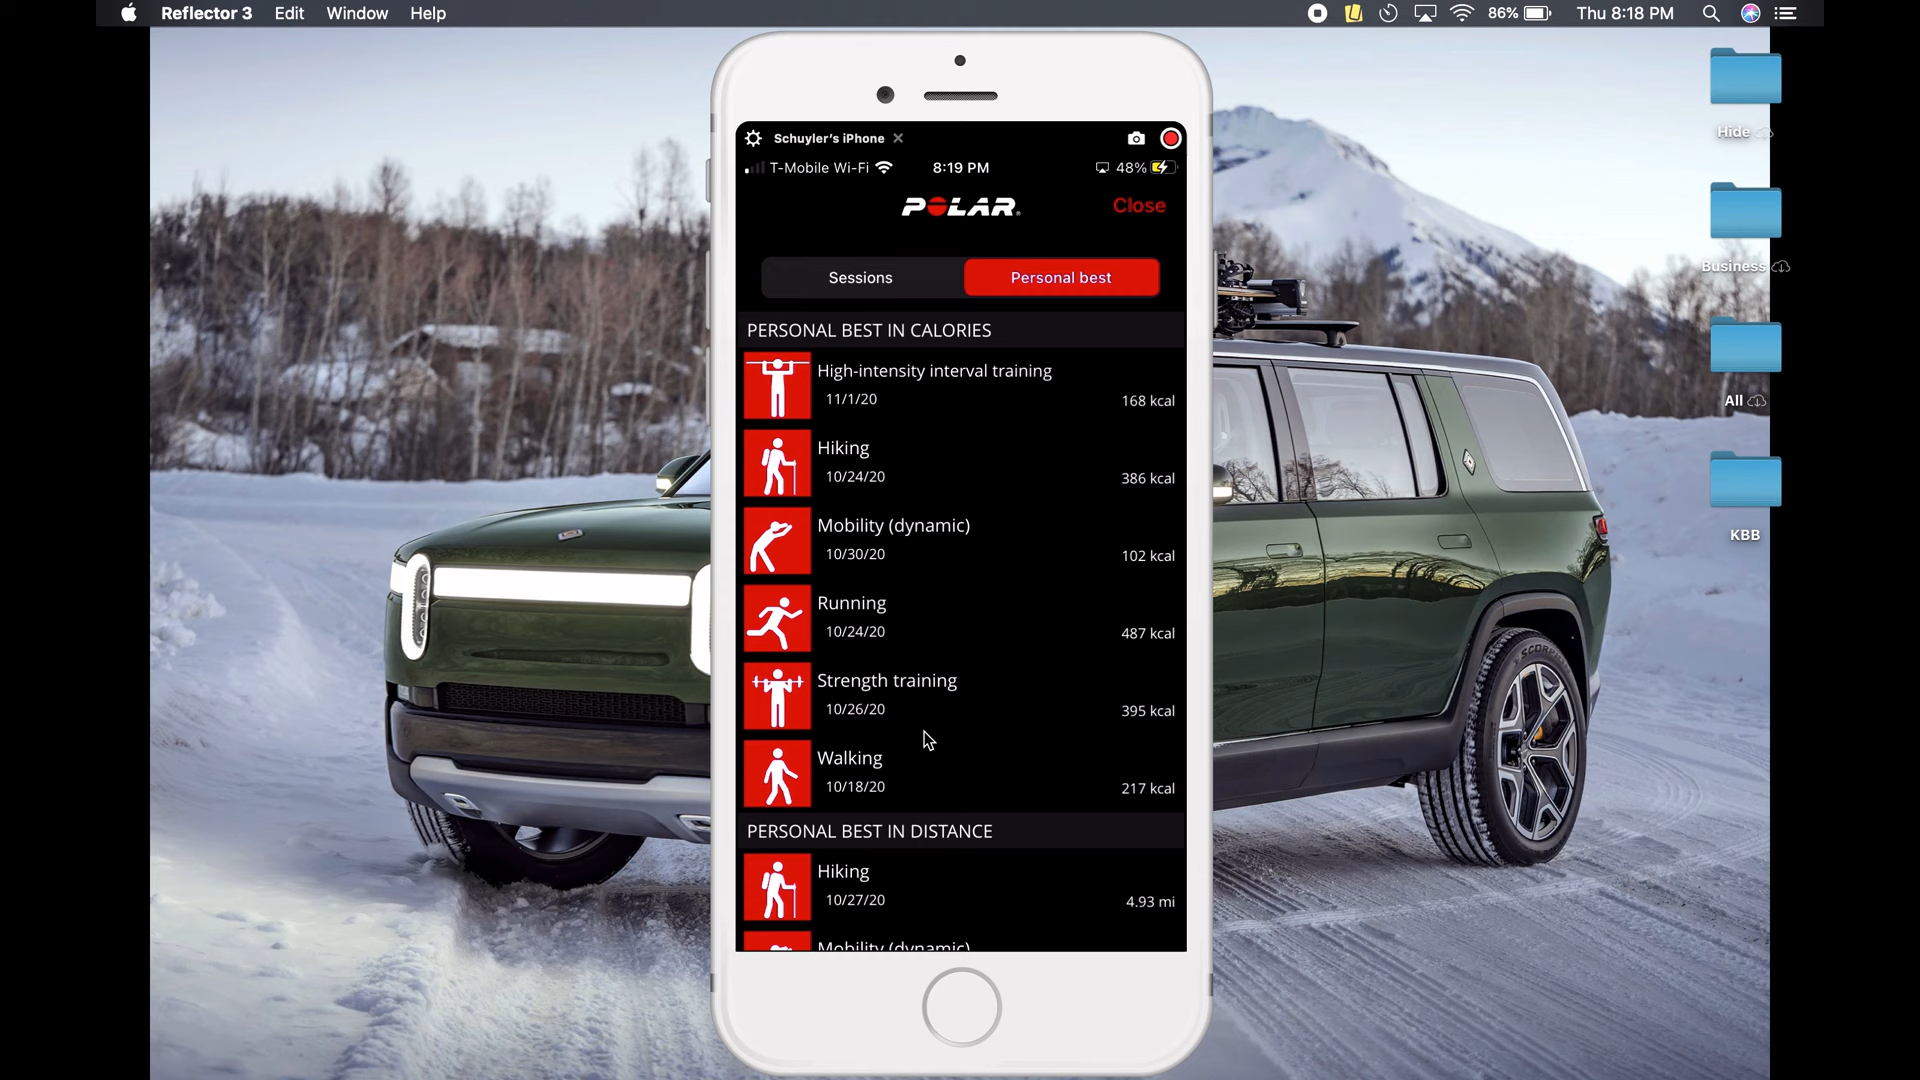 Reflector 3 Edit Window Help 86% Thu 8:18 PM
Schuyler's iPhone
T-Mobile Wi-Fi 8:19 PM 48%
POLAR Close
Sessions Personal best
PERSONAL BEST IN CALORIES
High-intensity interval training
11/1/20 168 kcal
Hiking
10/24/20 386 kcal
Mobility (dynamic)
10/30/20 102 kcal
Running
10/24/20 487 kcal
Strength training
10/26/20 395 kcal
Walking
10/18/20 217 kcal
PERSONAL BEST IN DISTANCE
Hiking
10/27/20 4.93 mi
Mobility (dynamic)
Hide
Business
All
KBB
SCORPION